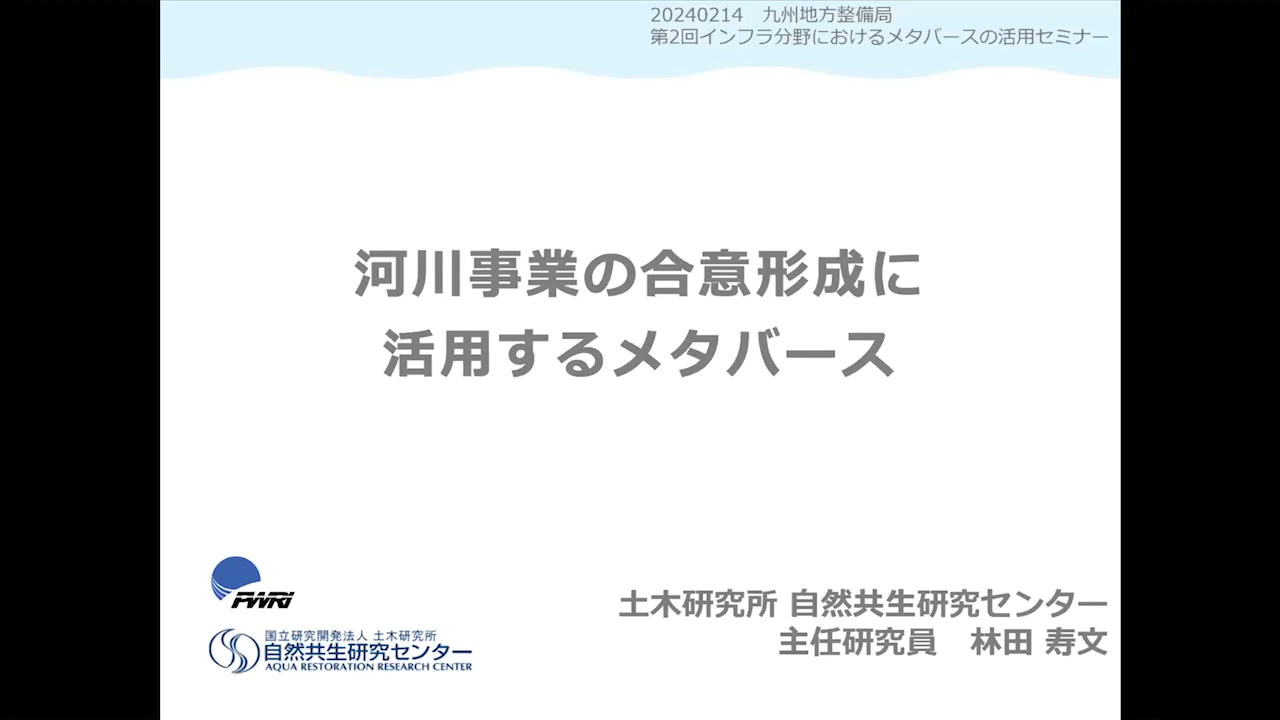 20240214　九州地方整備局
第2回インフラ分野におけるメタバースの活用セミナー
河川事業の合意形成に
活用するメタバース
PWRI
国立研究開発法人 土木研究所
自然共生研究センター
AQUA RESTORATION RESEARCH CENTER
土木研究所 自然共生研究センター
主任研究員　林田 寿文